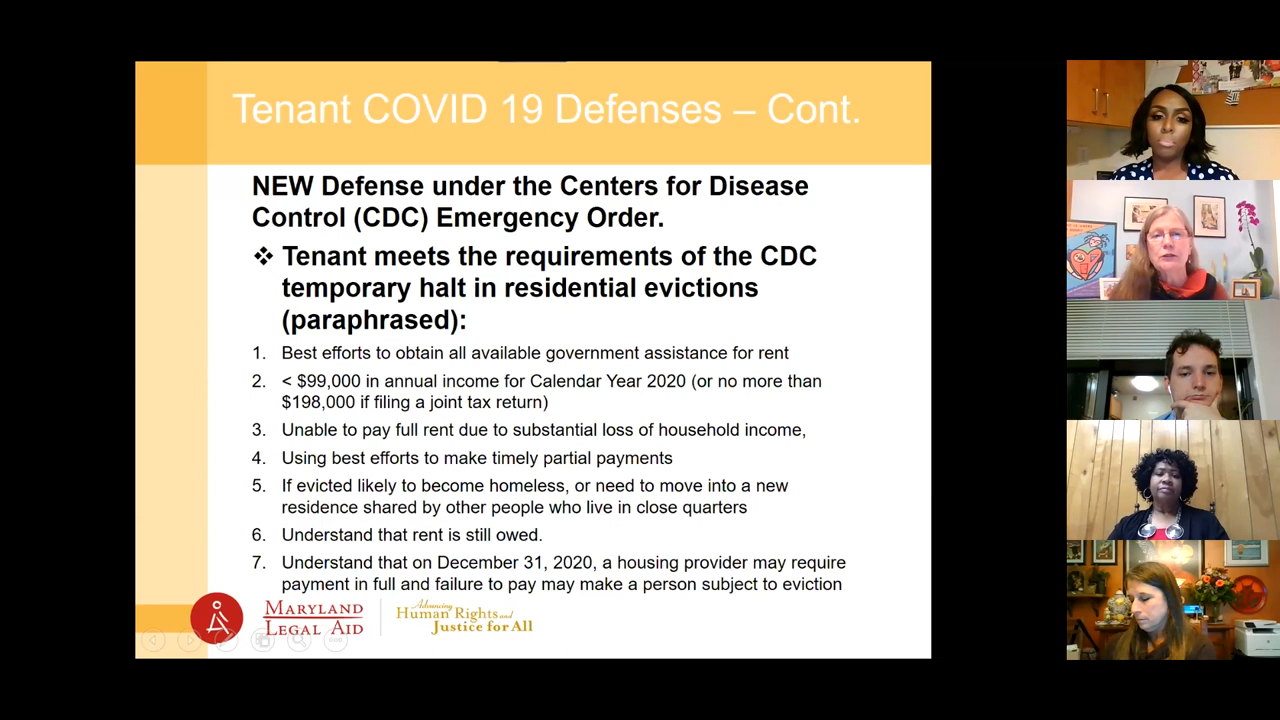 Tenant COVID 19 Defenses – Cont.
NEW Defense under the Centers for Disease
Control (CDC) Emergency Order.
❖ Tenant meets the requirements of the CDC
temporary halt in residential evictions
(paraphrased):
1. Best efforts to obtain all available government assistance for rent
2. < $99,000 in annual income for Calendar Year 2020 (or no more than
$198,000 if filing a joint tax return)
3. Unable to pay full rent due to substantial loss of household income,
4. Using best efforts to make timely partial payments
5. If evicted likely to become homeless, or need to move into a new
residence shared by other people who live in close quarters
6. Understand that rent is still owed.
7. Understand that on December 31, 2020, a housing provider may require
payment in full and failure to pay may make a person subject to eviction
MARYLAND
LEGAL AID
Advancing
Human Rights and
Justice for All